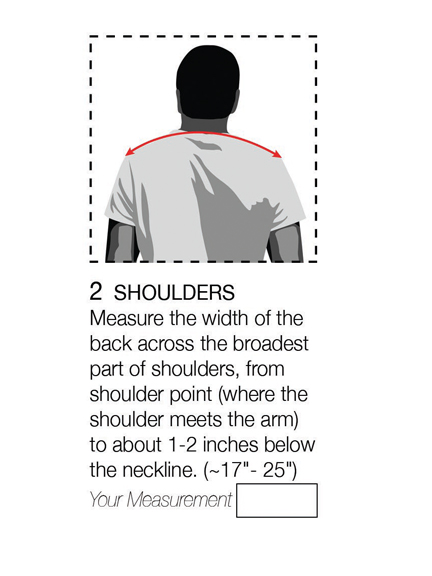 2 SHOULDERS
Measure the width of the
back across the broadest
part of shoulders, from
shoulder point (where the
shoulder meets the arm)
to about 1-2 inches below
the neckline. (~17"- 25")
Your Measurement